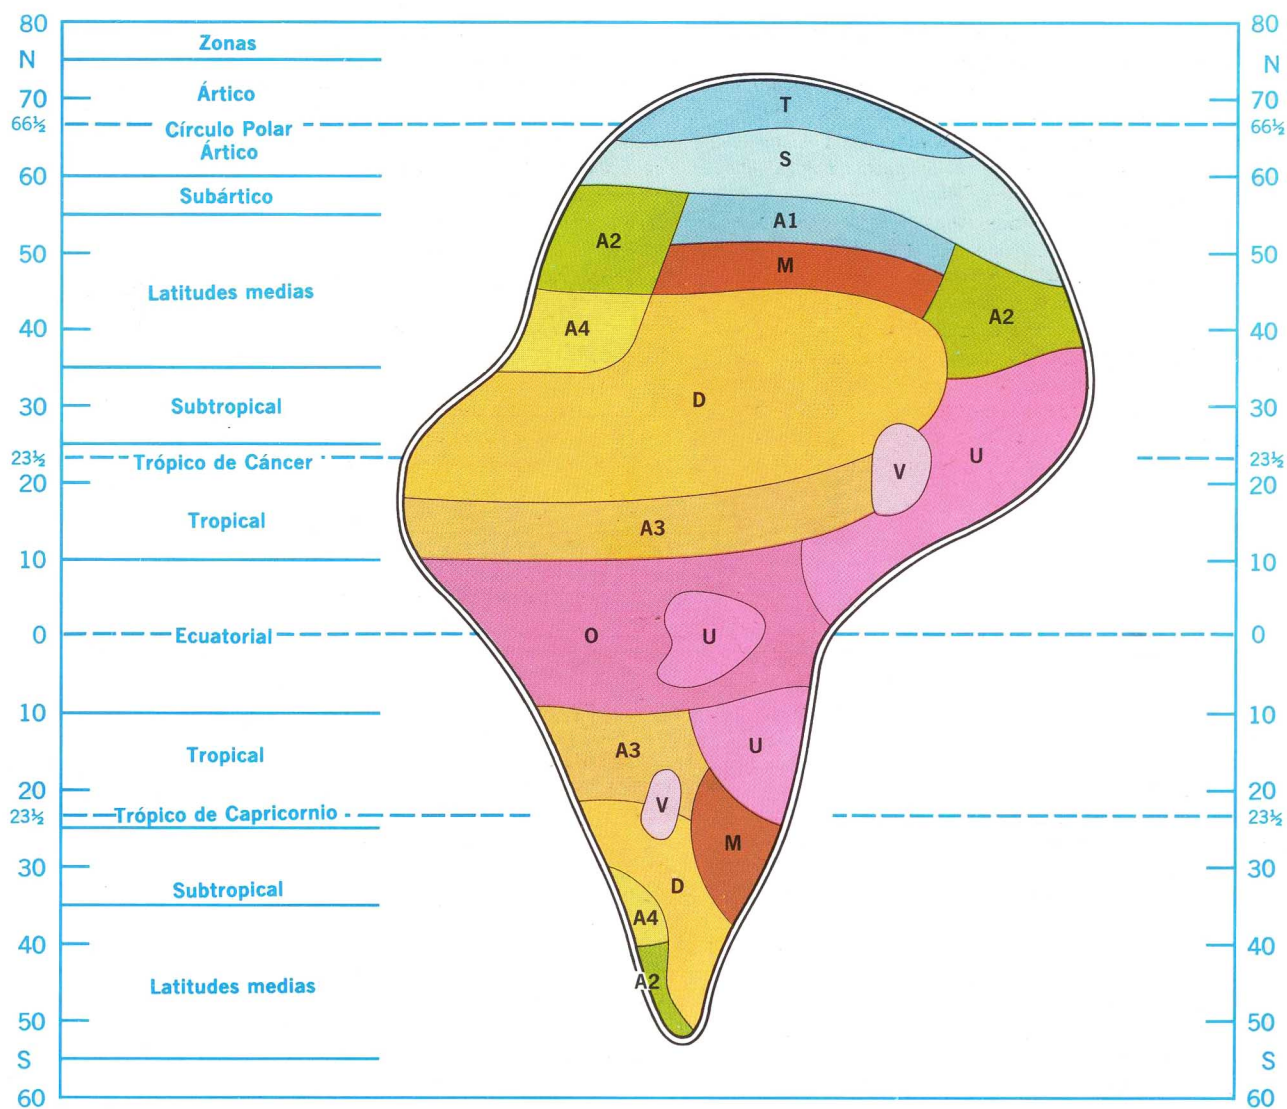 80 80
Zonas
N N
Ártico
70 70
T
66½ Círculo Polar 66½
Ártico
S
60 60
Subártico
A1
A2
50 50
M
Latitudes medias
A2
A4
40 40
D
30 Subtropical 30
U
23½ Trópico de Cáncer 23½
V
20 20
Tropical
A3
10 10
0 Ecuatorial O U 0
10 10
U
Tropical A3
20 20
V
23½ Trópico de Capricornio 23½
M
30 30
D
Subtropical
A4
40 40
A2
Latitudes medias
50 50
S S
60 60